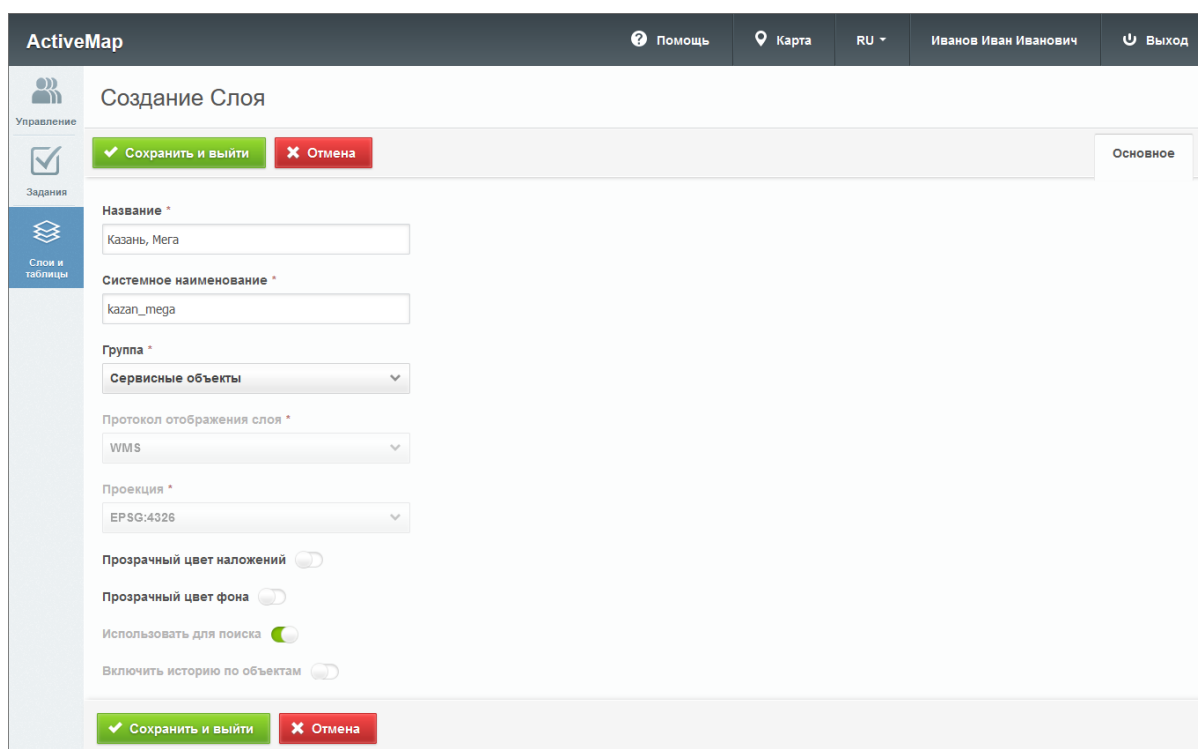 ActiveMap
Помощь
Карта
RU
Иванов Иван Иванович
Выход
Управление
Задания
Слои и
таблицы
Создание Слоя
Сохранить и выйти
Отмена
Основное
Название *
Казань, Мега
Системное наименование *
kazan_mega
Группа *
Сервисные объекты
Протокол отображения слоя *
WMS
Проекция *
EPSG:4326
Прозрачный цвет наложений
Прозрачный цвет фона
Использовать для поиска
Включить историю по объектам
Сохранить и выйти
Отмена